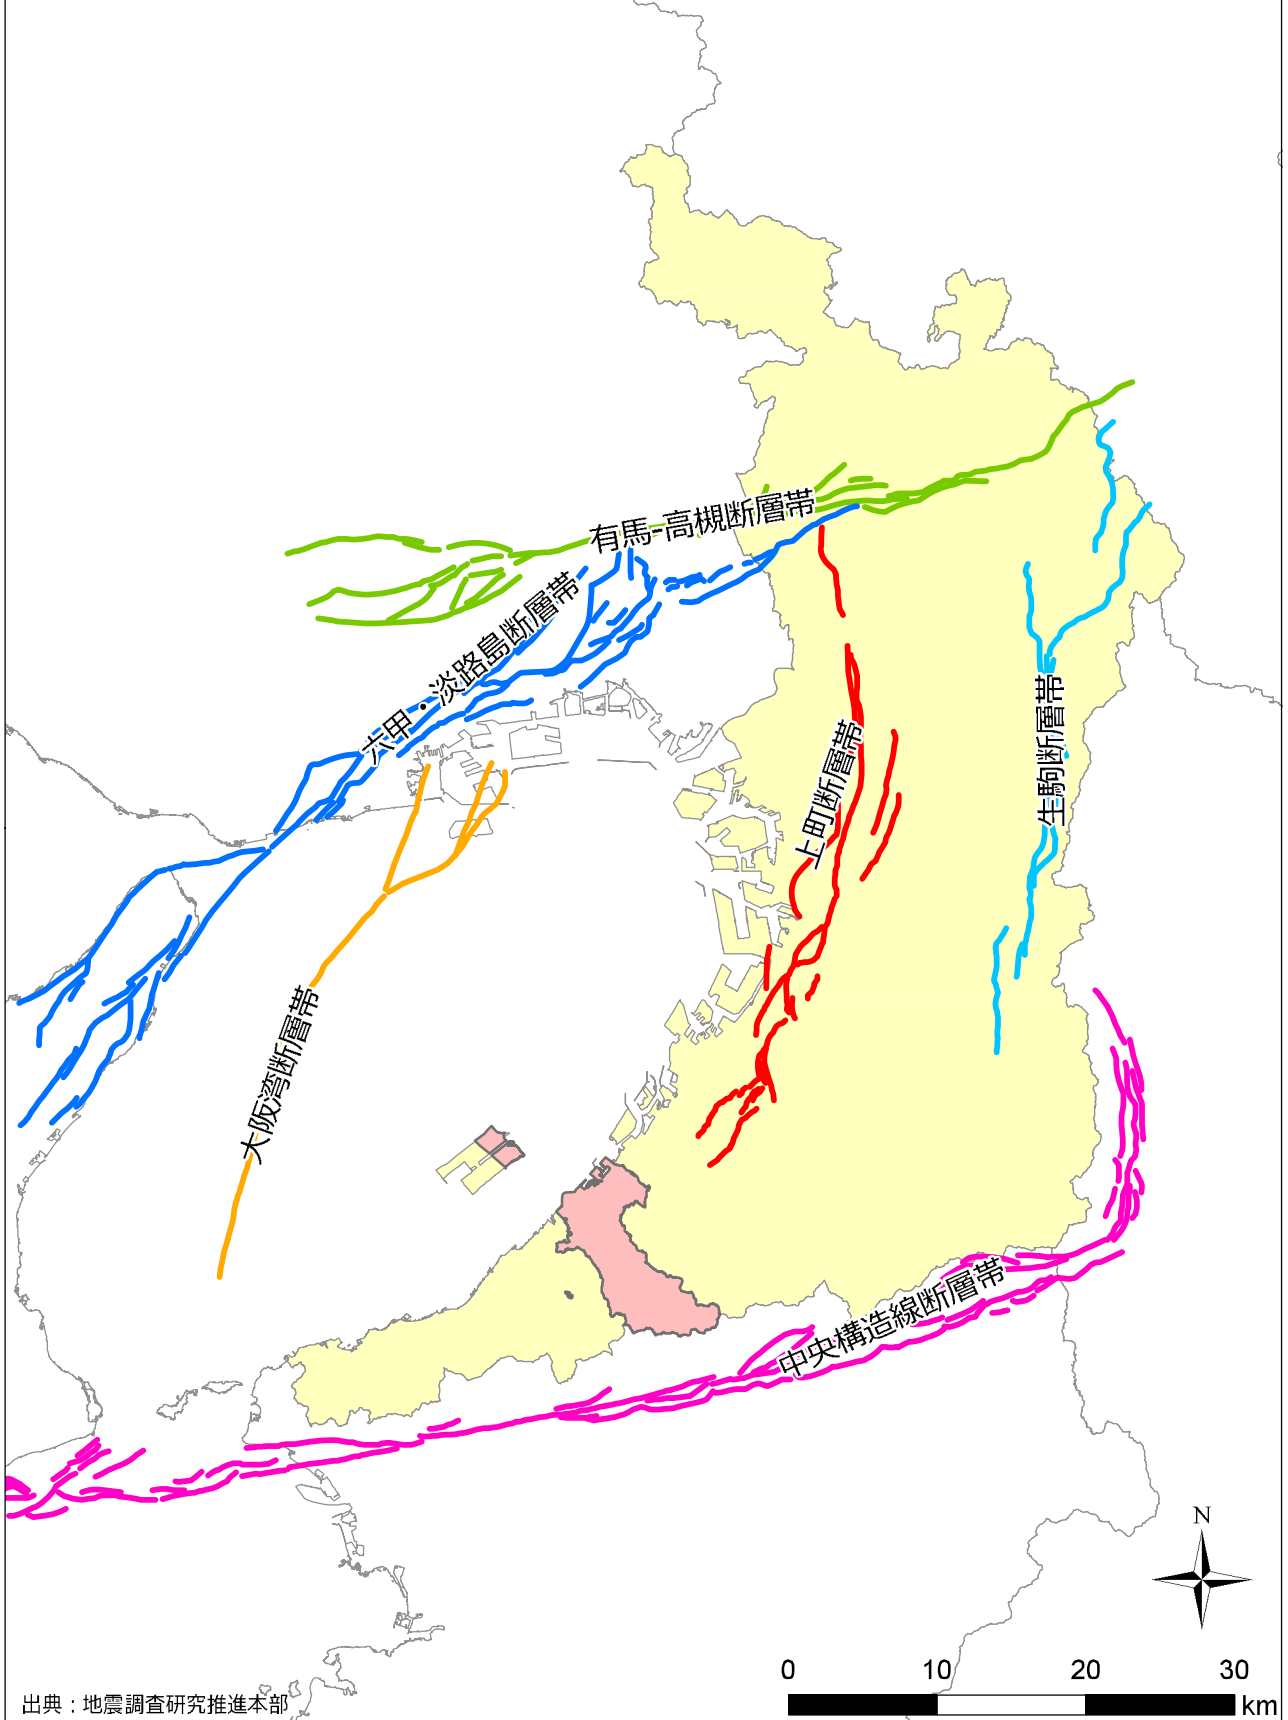 有馬-高槻断層帯
六甲・淡路島断層帯
上町断層帯
生駒断層帯
大阪湾断層帯
中央構造線断層帯
N
0 10 20 30
km
出典：地震調査研究推進本部